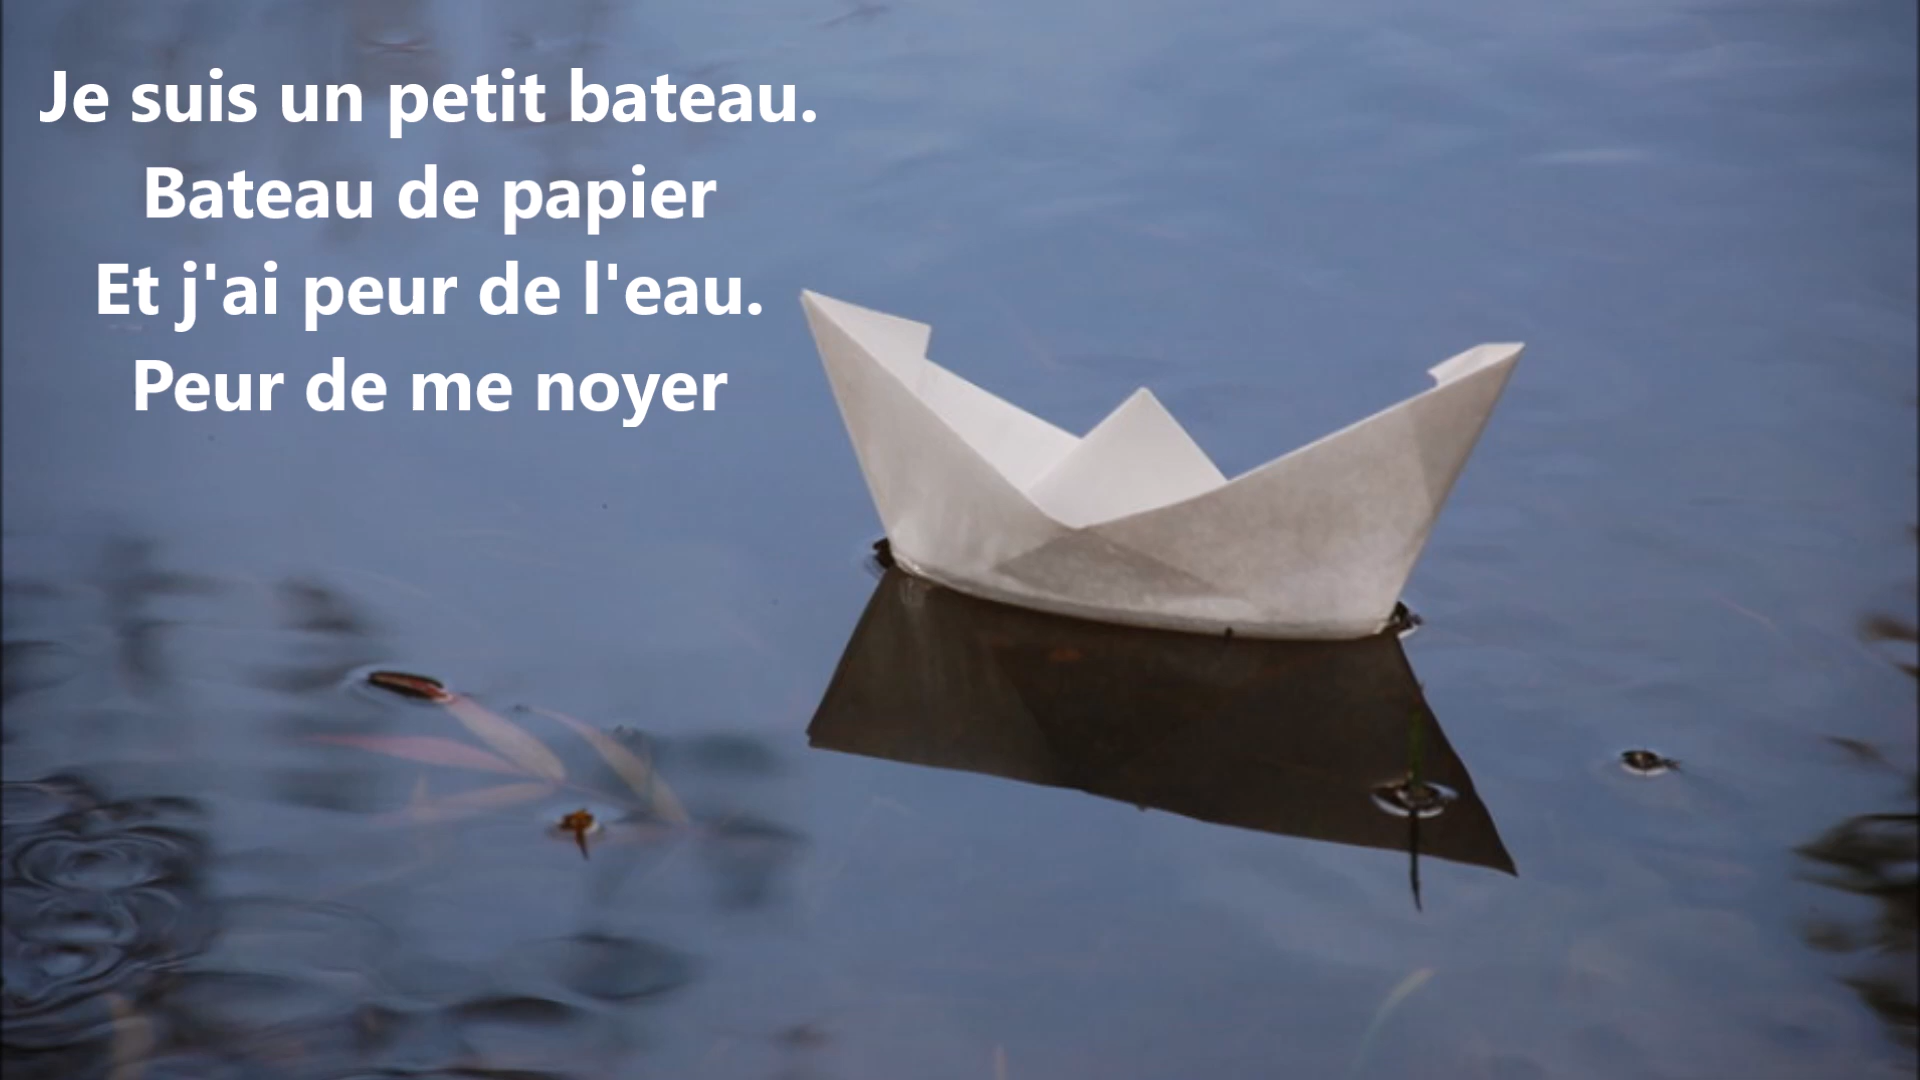 Je suis un petit bateau.
Bateau de papier
Et j'ai peur de l'eau.
Peur de me noyer